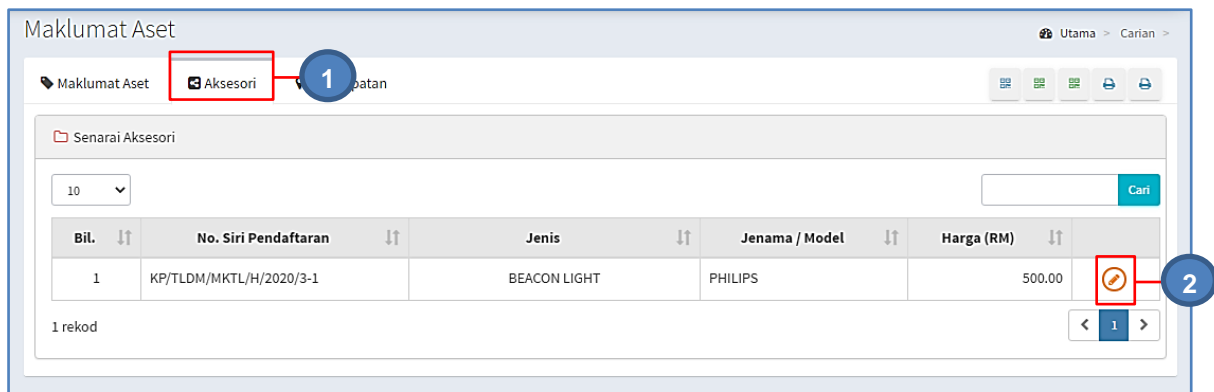 Maklumat Aset
Utama > Carian >
Maklumat Aset Aksesori 1 patan
Senarai Aksesori
10 Cari
Bil. No. Siri Pendaftaran Jenis Jenama / Model Harga (RM)
1 KP/TLDM/MKTL/H/2020/3-1 BEACON LIGHT PHILIPS 500.00 2
1 rekod < 1 >